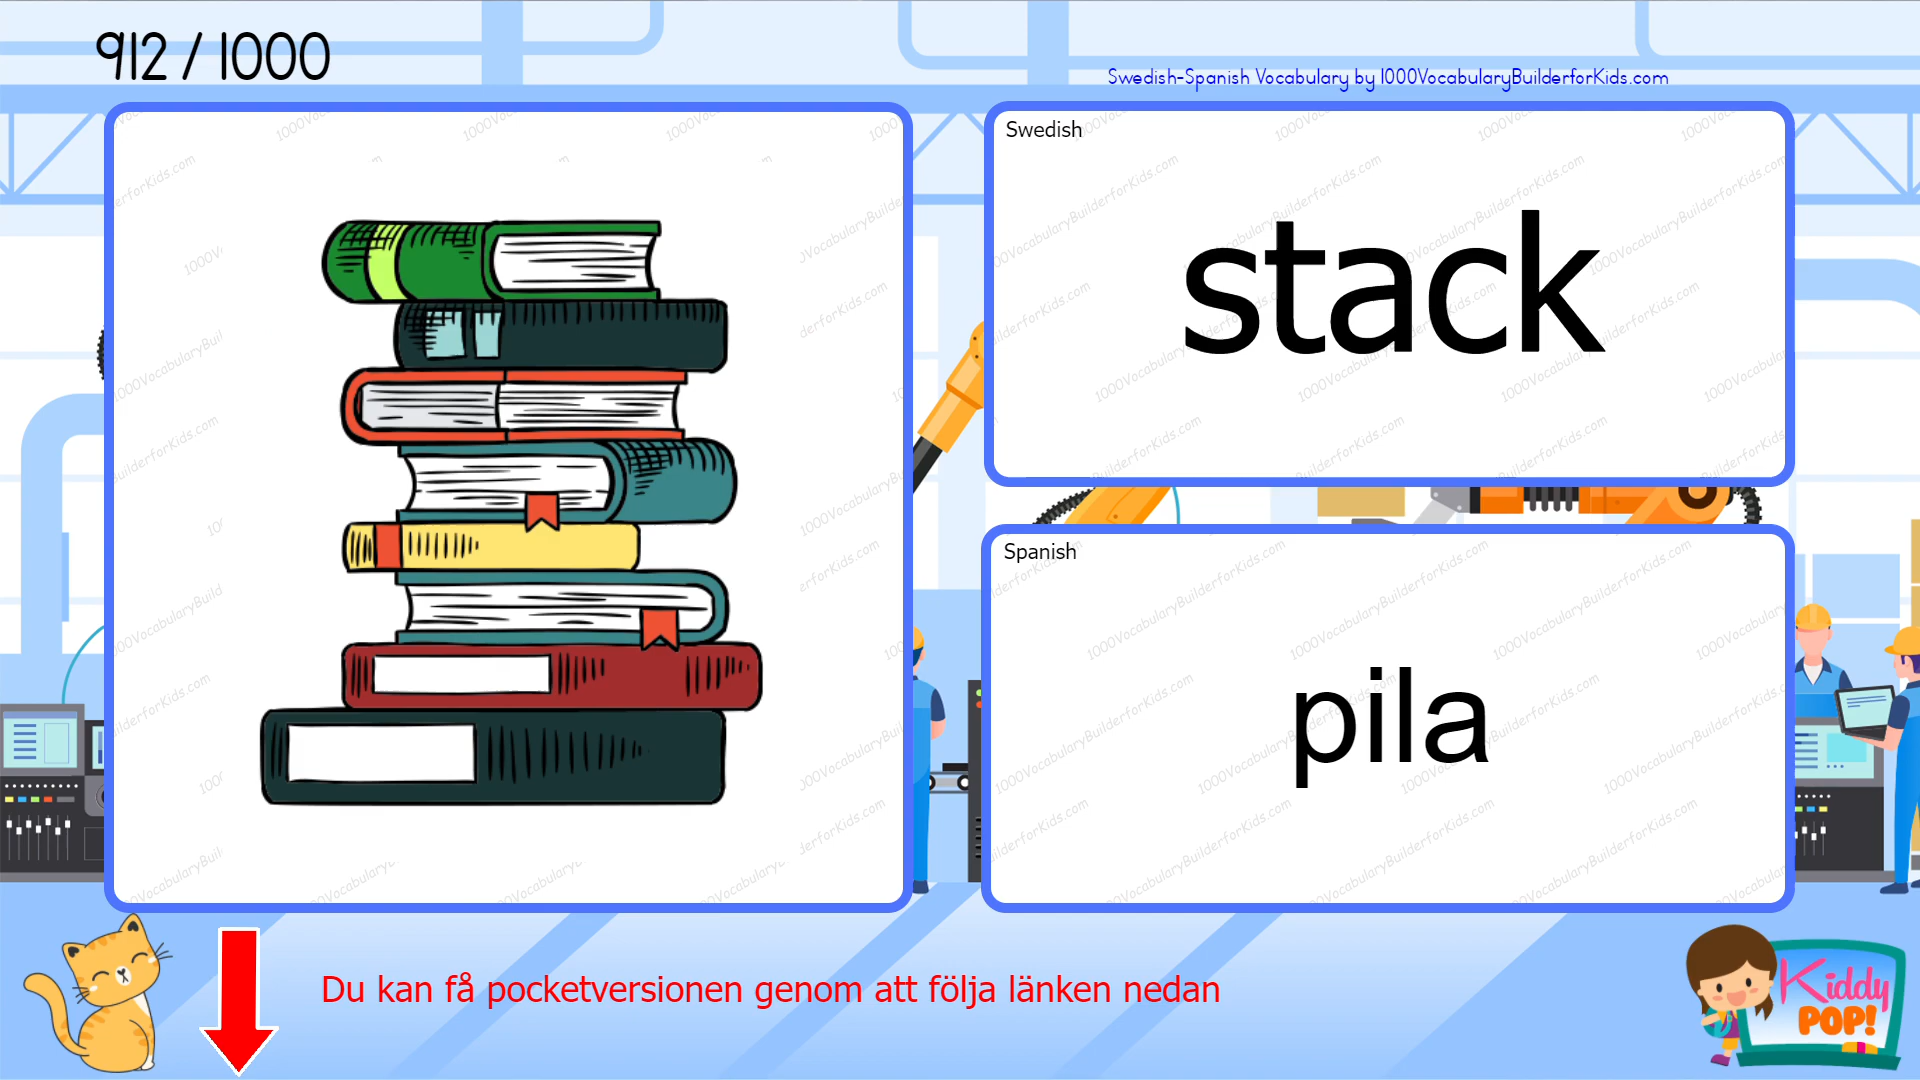 912 / 1000
Swedish-Spanish Vocabulary by 1000VocabularyBuilderforKids.com
Swedish
stack
Spanish
pila
Du kan få pocketversionen genom att följa länken nedan
Kiddy
POP!